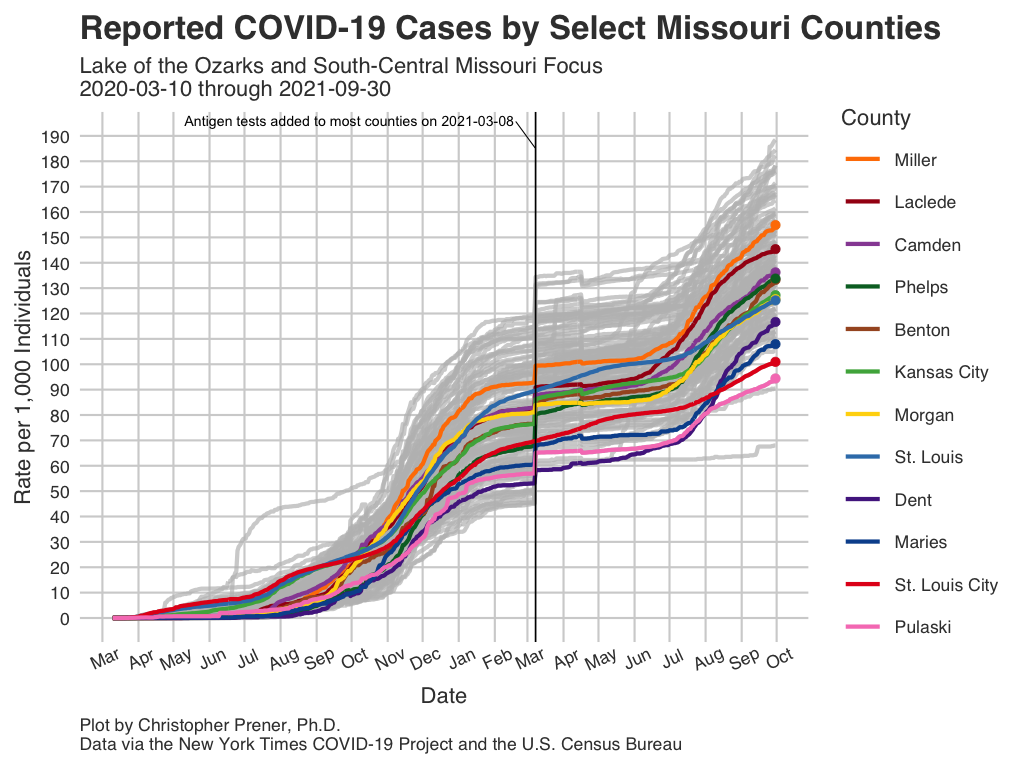 Reported COVID-19 Cases by Select Missouri Counties
Lake of the Ozarks and South-Central Missouri Focus
2020-03-10 through 2021-09-30
Antigen tests added to most counties on 2021-03-08
Rate per 1,000 Individuals
190
180
170
160
150
140
130
120
110
100
90
80
70
60
50
40
30
20
10
0
Mar Apr May Jun Jul Aug Sep Oct Nov Dec Jan Feb Mar Apr May Jun Jul Aug Sep Oct
Date
County
Miller
Laclede
Camden
Phelps
Benton
Kansas City
Morgan
St. Louis
Dent
Maries
St. Louis City
Pulaski
Plot by Christopher Prener, Ph.D.
Data via the New York Times COVID-19 Project and the U.S. Census Bureau